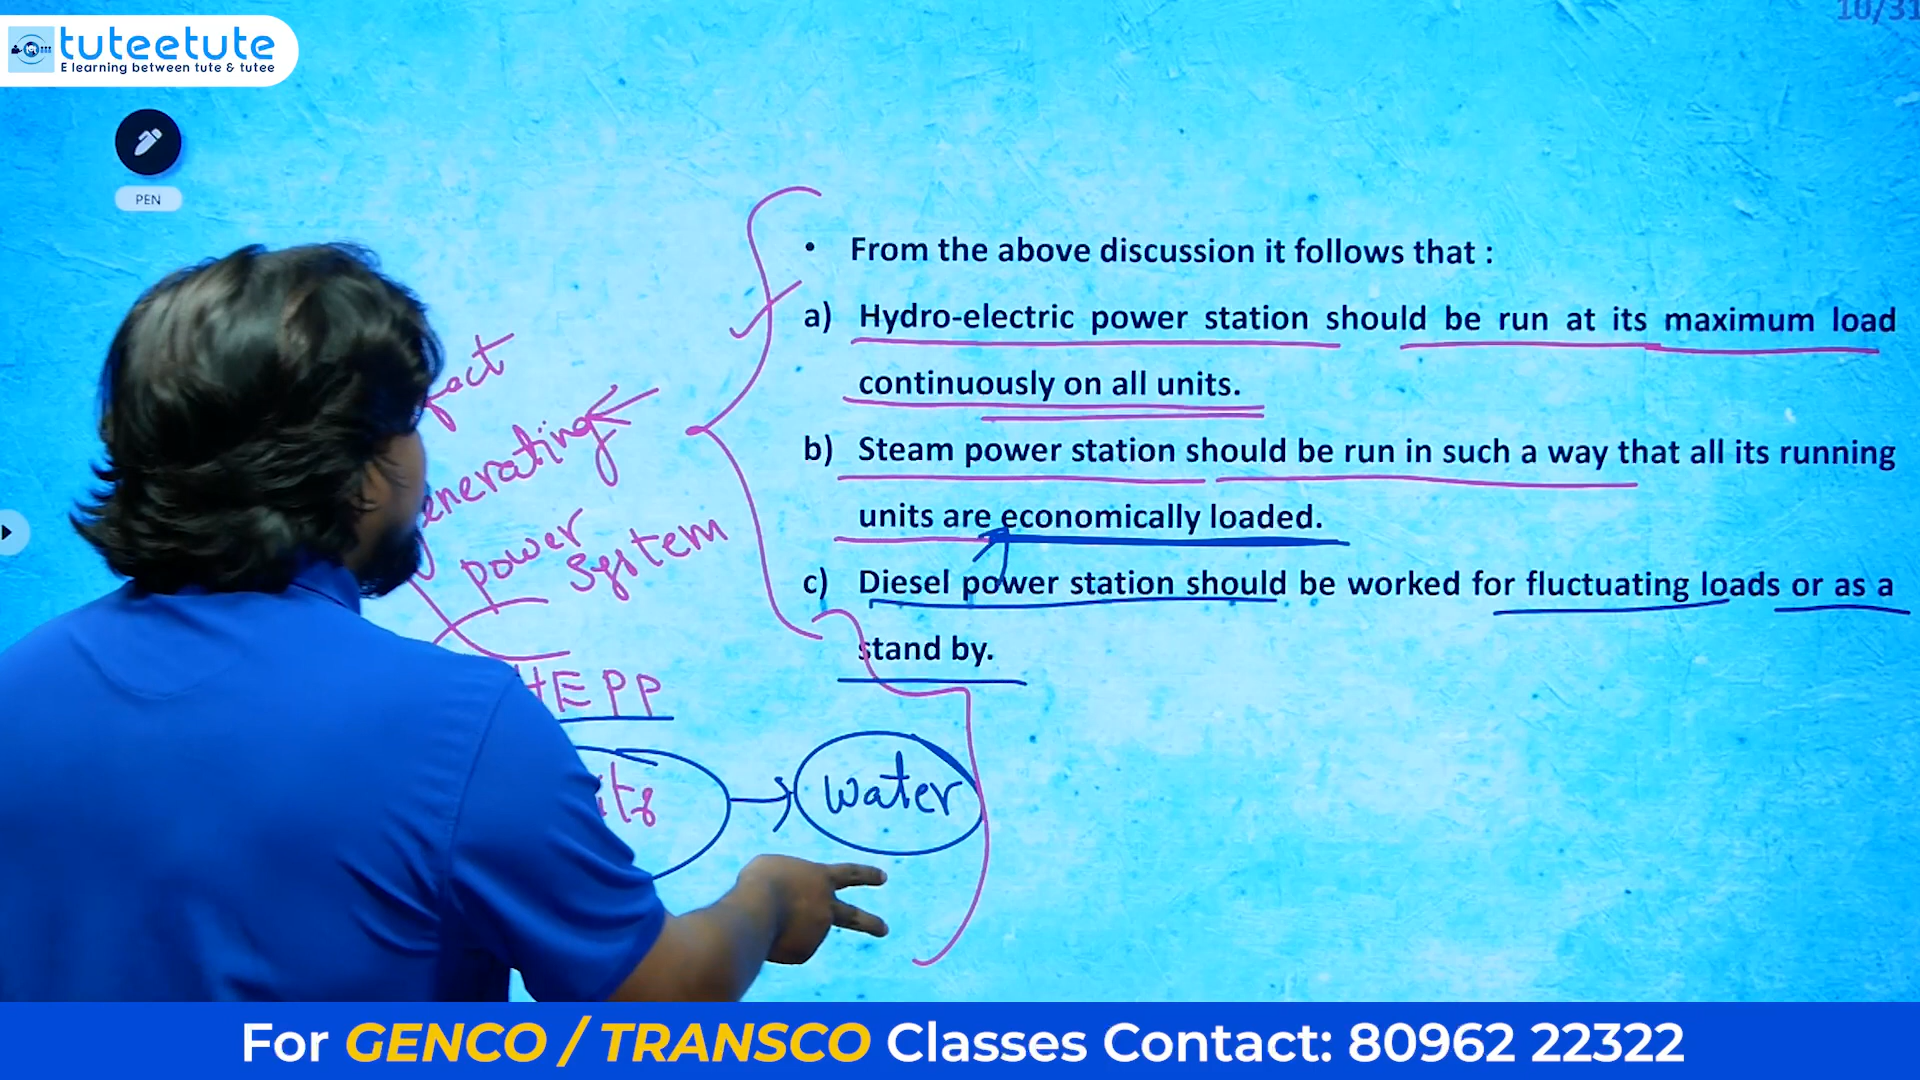 10/31
tuteetute
E learning between tute & tutee
PEN
• From the above discussion it follows that :
a) Hydro-electric power station should be run at its maximum load
continuously on all units.
b) Steam power station should be run in such a way that all its running
units are economically loaded.
c) Diesel power station should be worked for fluctuating loads or as a
stand by.
power
system
HEPP
water
For GENCO / TRANSCO Classes Contact: 80962 22322